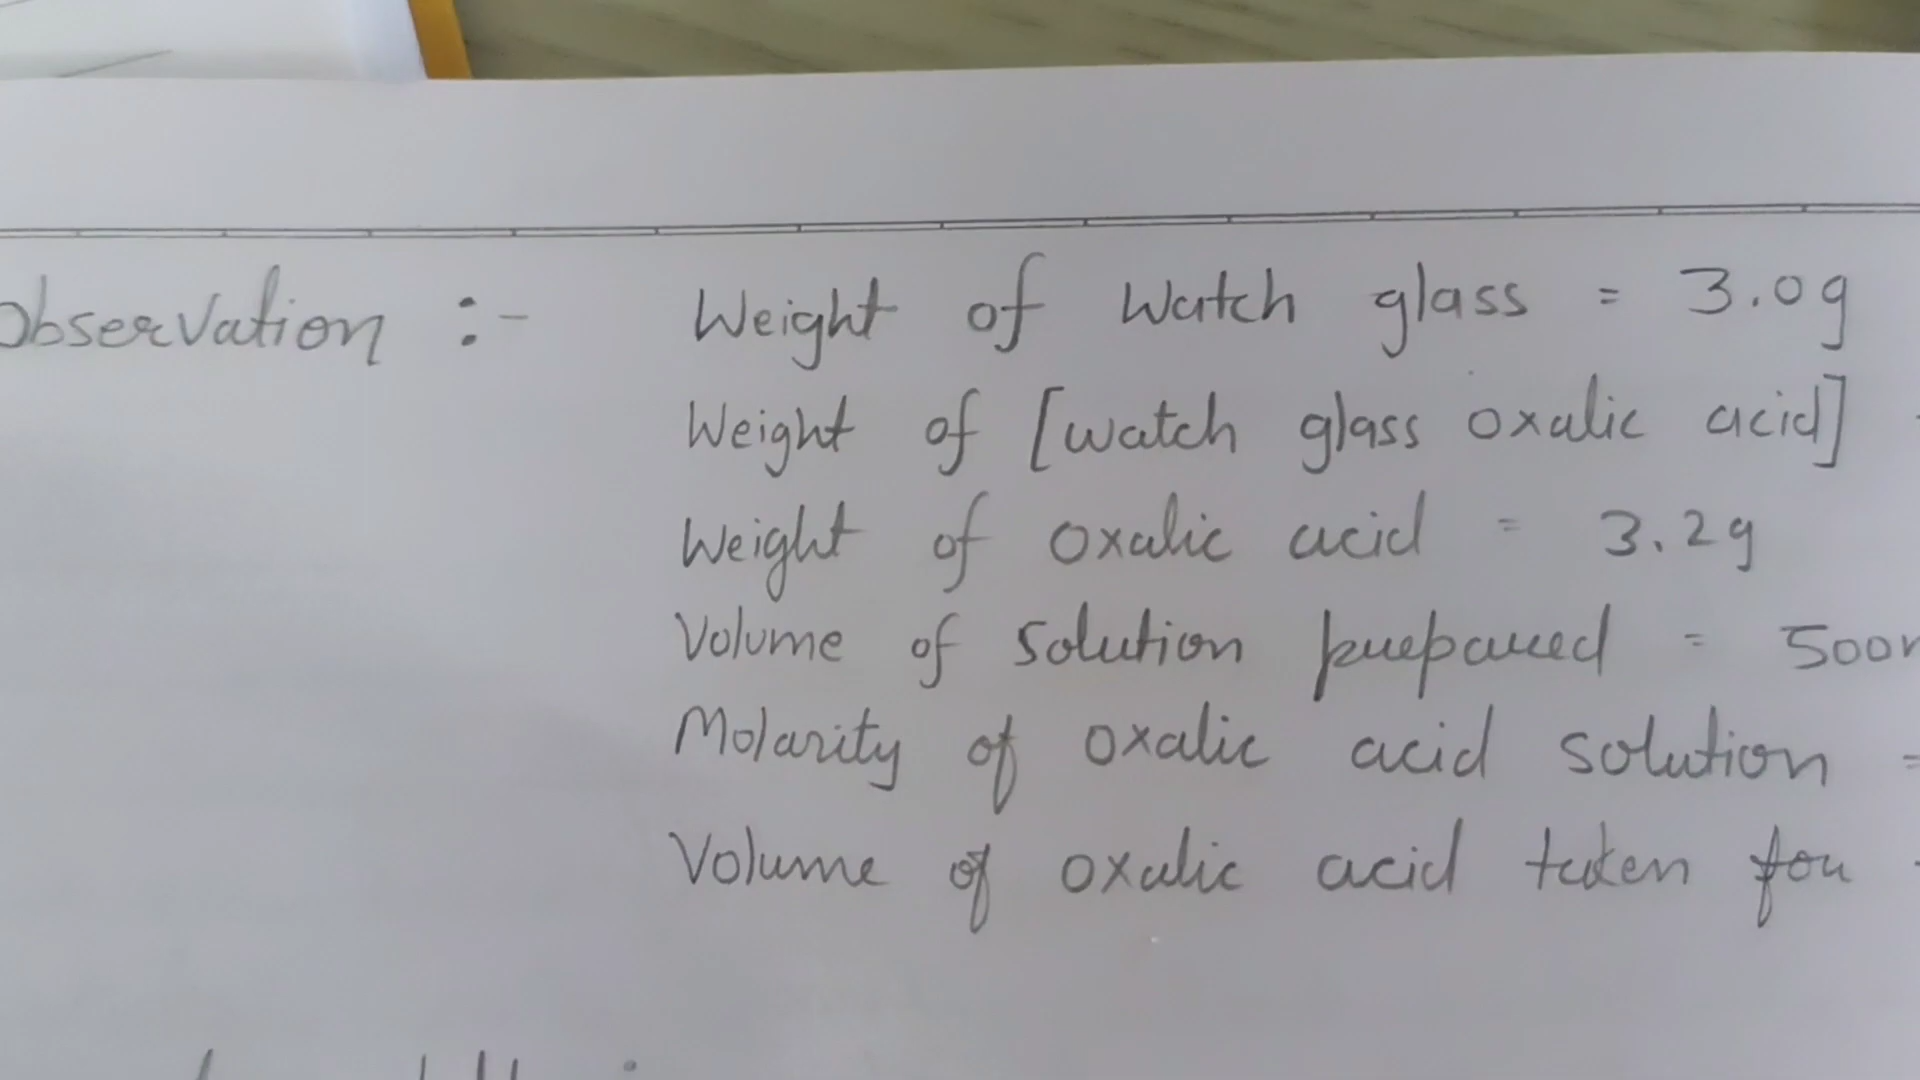 Observation :- Weight of watch glass = 3.0g
Weight of [watch glass oxalic acid]
Weight of oxalic acid = 3.2g
Volume of solution prepared = 500
Molarity of oxalic acid solution =
Volume of oxalic acid taken for